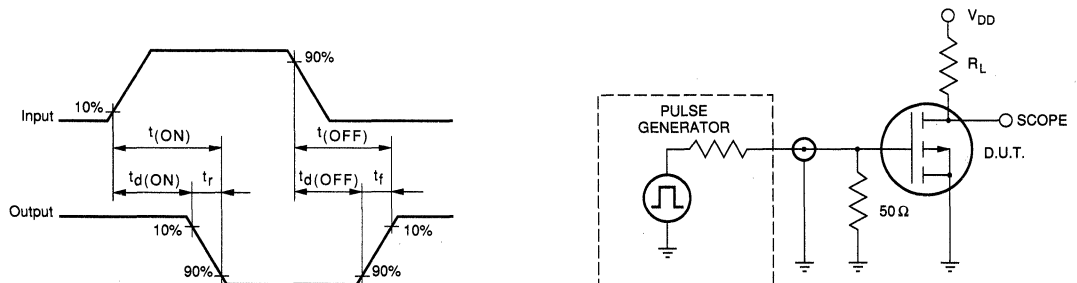 90%
10%
Input
t(ON)
t(OFF)
td(ON)
tr
td(OFF)
tf
Output
10%
10%
90%
90%
VDD
RL
PULSE
GENERATOR
SCOPE
D.U.T.
50Ω